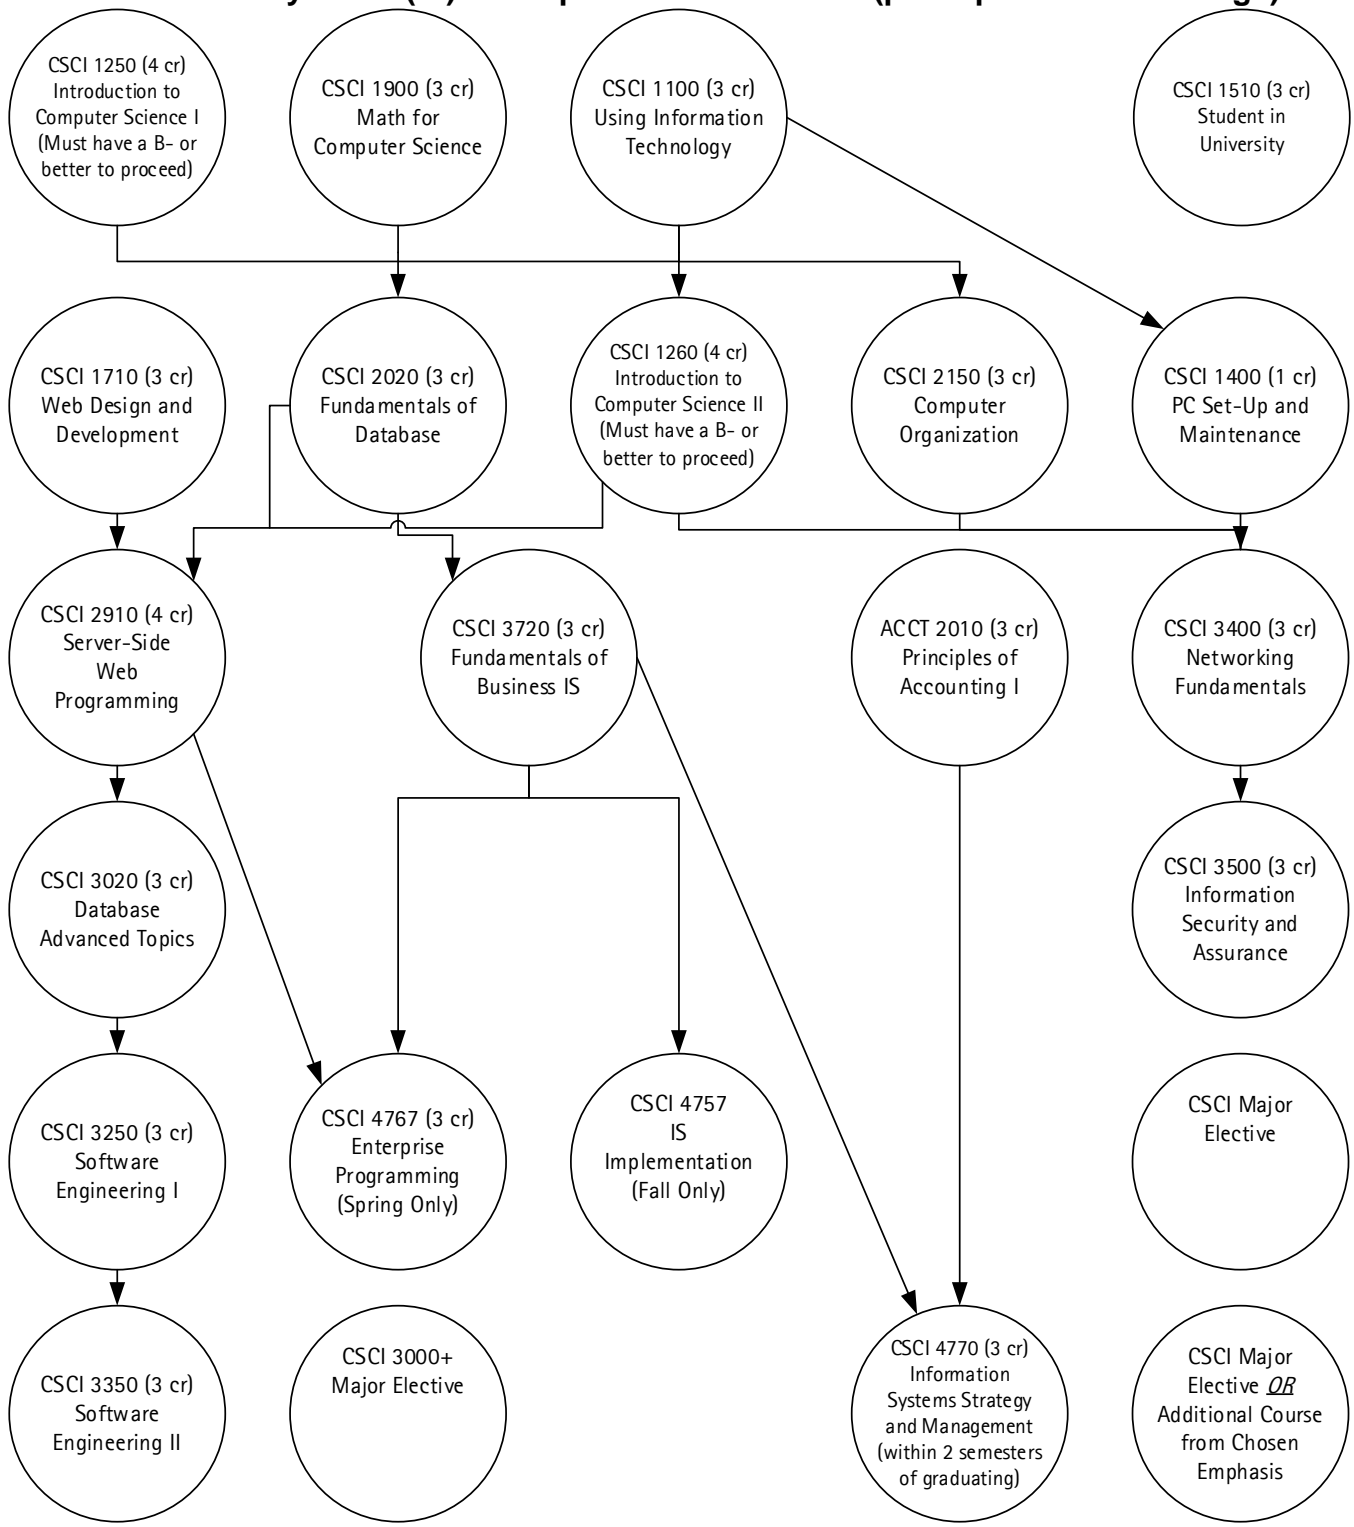 CSCI 1250 (4 cr)
Introduction to
Computer Science I
(Must have a B- or
better to proceed)
CSCI 1900 (3 cr)
Math for
Computer Science
CSCI 1100 (3 cr)
Using Information
Technology
CSCI 1510 (3 cr)
Student in
University
CSCI 1710 (3 cr)
Web Design and
Development
CSCI 2020 (3 cr)
Fundamentals of
Database
CSCI 1260 (4 cr)
Introduction to
Computer Science II
(Must have a B- or
better to proceed)
CSCI 2150 (3 cr)
Computer
Organization
CSCI 1400 (1 cr)
PC Set-Up and
Maintenance
CSCI 2910 (4 cr)
Server-Side
Web
Programming
CSCI 3720 (3 cr)
Fundamentals of
Business IS
ACCT 2010 (3 cr)
Principles of
Accounting I
CSCI 3400 (3 cr)
Networking
Fundamentals
CSCI 3020 (3 cr)
Database
Advanced Topics
CSCI 3500 (3 cr)
Information
Security and
Assurance
CSCI 3250 (3 cr)
Software
Engineering I
CSCI 4767 (3 cr)
Enterprise
Programming
(Spring Only)
CSCI 4757
IS
Implementation
(Fall Only)
CSCI Major
Elective
CSCI 3350 (3 cr)
Software
Engineering II
CSCI 3000+
Major Elective
CSCI 4770 (3 cr)
Information
Systems Strategy
and Management
(within 2 semesters
of graduating)
CSCI Major
Elective OR
Additional Course
from Chosen
Emphasis